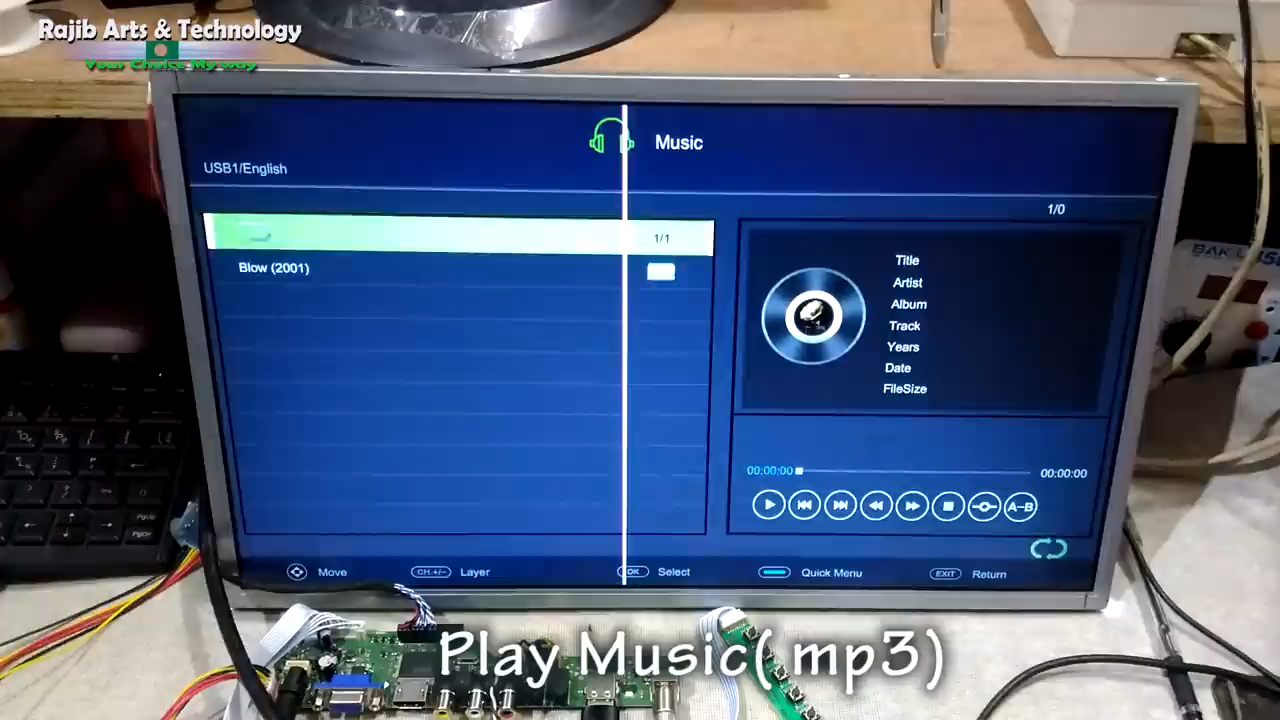 Rajib Arts & Technology
Your Choice My way
Music
USB1/English
1/0
1/1
Blow (2001)
Title
Artist
Album
Track
Years
Date
FileSize
00:00:00
00:00:00
A-B
Move
CH.+/-
Layer
OK
Select
Quick Menu
EXIT
Return
PgUp
PgDn
Play Music( mp3)